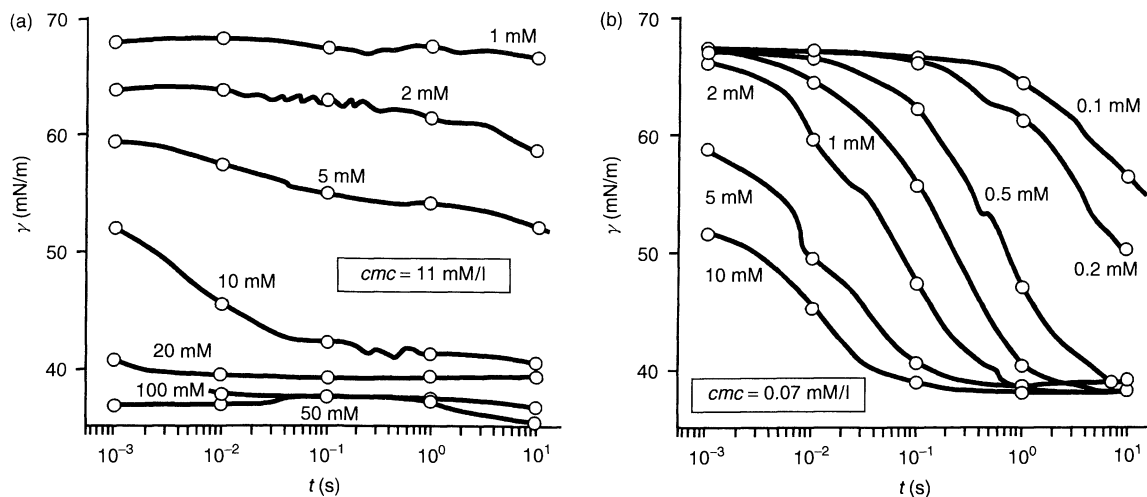 (a)
70
60
50
40
γ (mN/m)
1 mM
2 mM
5 mM
10 mM
cmc = 11 mM/l
20 mM
100 mM
50 mM
10⁻³ 10⁻² 10⁻¹ 10⁰ 10¹
t (s)
(b)
70
60
50
40
γ (mN/m)
2 mM
0.1 mM
1 mM
5 mM
0.5 mM
0.2 mM
10 mM
cmc = 0.07 mM/l
10⁻³ 10⁻² 10⁻¹ 10⁰ 10¹
t (s)